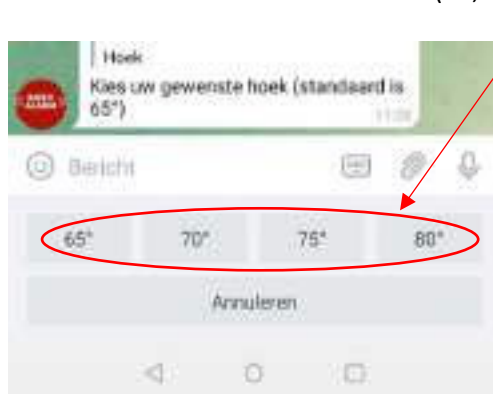 Hoek
Kies uw gewenste hoek (standaard is
65°)
Bericht
65° 70° 75° 80°
Annuleren